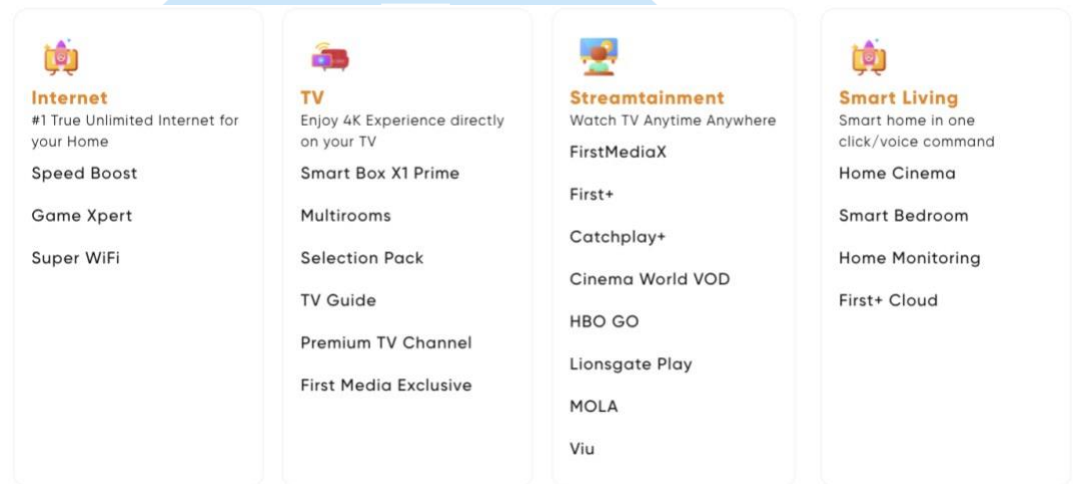 Internet
#1 True Unlimited Internet for
your Home
Speed Boost
Game Xpert
Super WiFi
TV
Enjoy 4K Experience directly
on your TV
Smart Box X1 Prime
Multirooms
Selection Pack
TV Guide
Premium TV Channel
First Media Exclusive
Streamtainment
Watch TV Anytime Anywhere
FirstMediaX
First+
Catchplay+
Cinema World VOD
HBO GO
Lionsgate Play
MOLA
Viu
Smart Living
Smart home in one
click/voice command
Home Cinema
Smart Bedroom
Home Monitoring
First+ Cloud